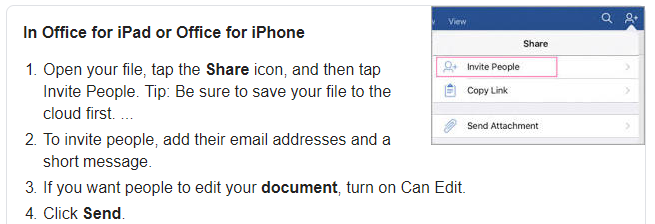 In Office for iPad or Office for iPhone
1. Open your file, tap the Share icon, and then tap
Invite People. Tip: Be sure to save your file to the
cloud first. ...
2. To invite people, add their email addresses and a
short message.
3. If you want people to edit your document, turn on Can Edit.
4. Click Send.
View
Share
Invite People
Copy Link
Send Attachment